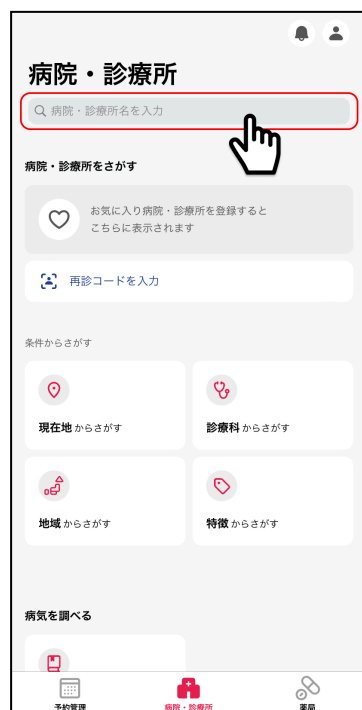 病院・診療所
病院・診療所名を入力
病院・診療所をさがす
お気に入り病院・診療所を登録すると
こちらに表示されます
再診コードを入力
条件からさがす
現在地 からさがす
診療科 からさがす
地域 からさがす
特徴 からさがす
病気を調べる
予約管理
病院・診療所
薬局